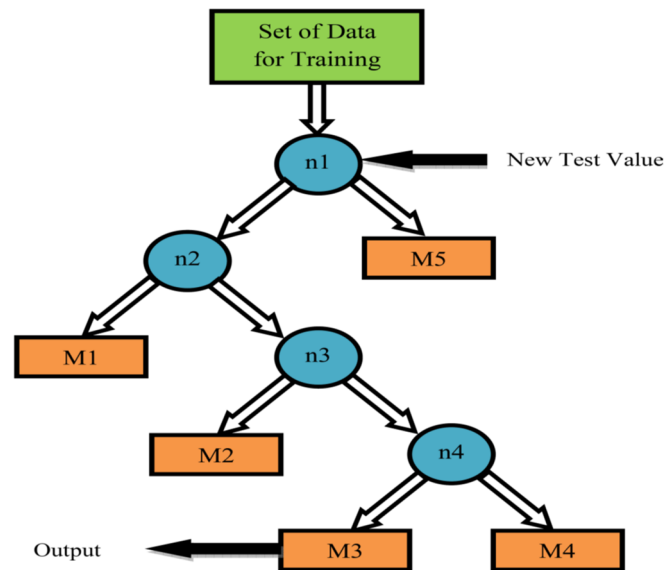 Set of Data
for Training
n1
New Test Value
n2
M5
M1
n3
M2
n4
Output
M3
M4